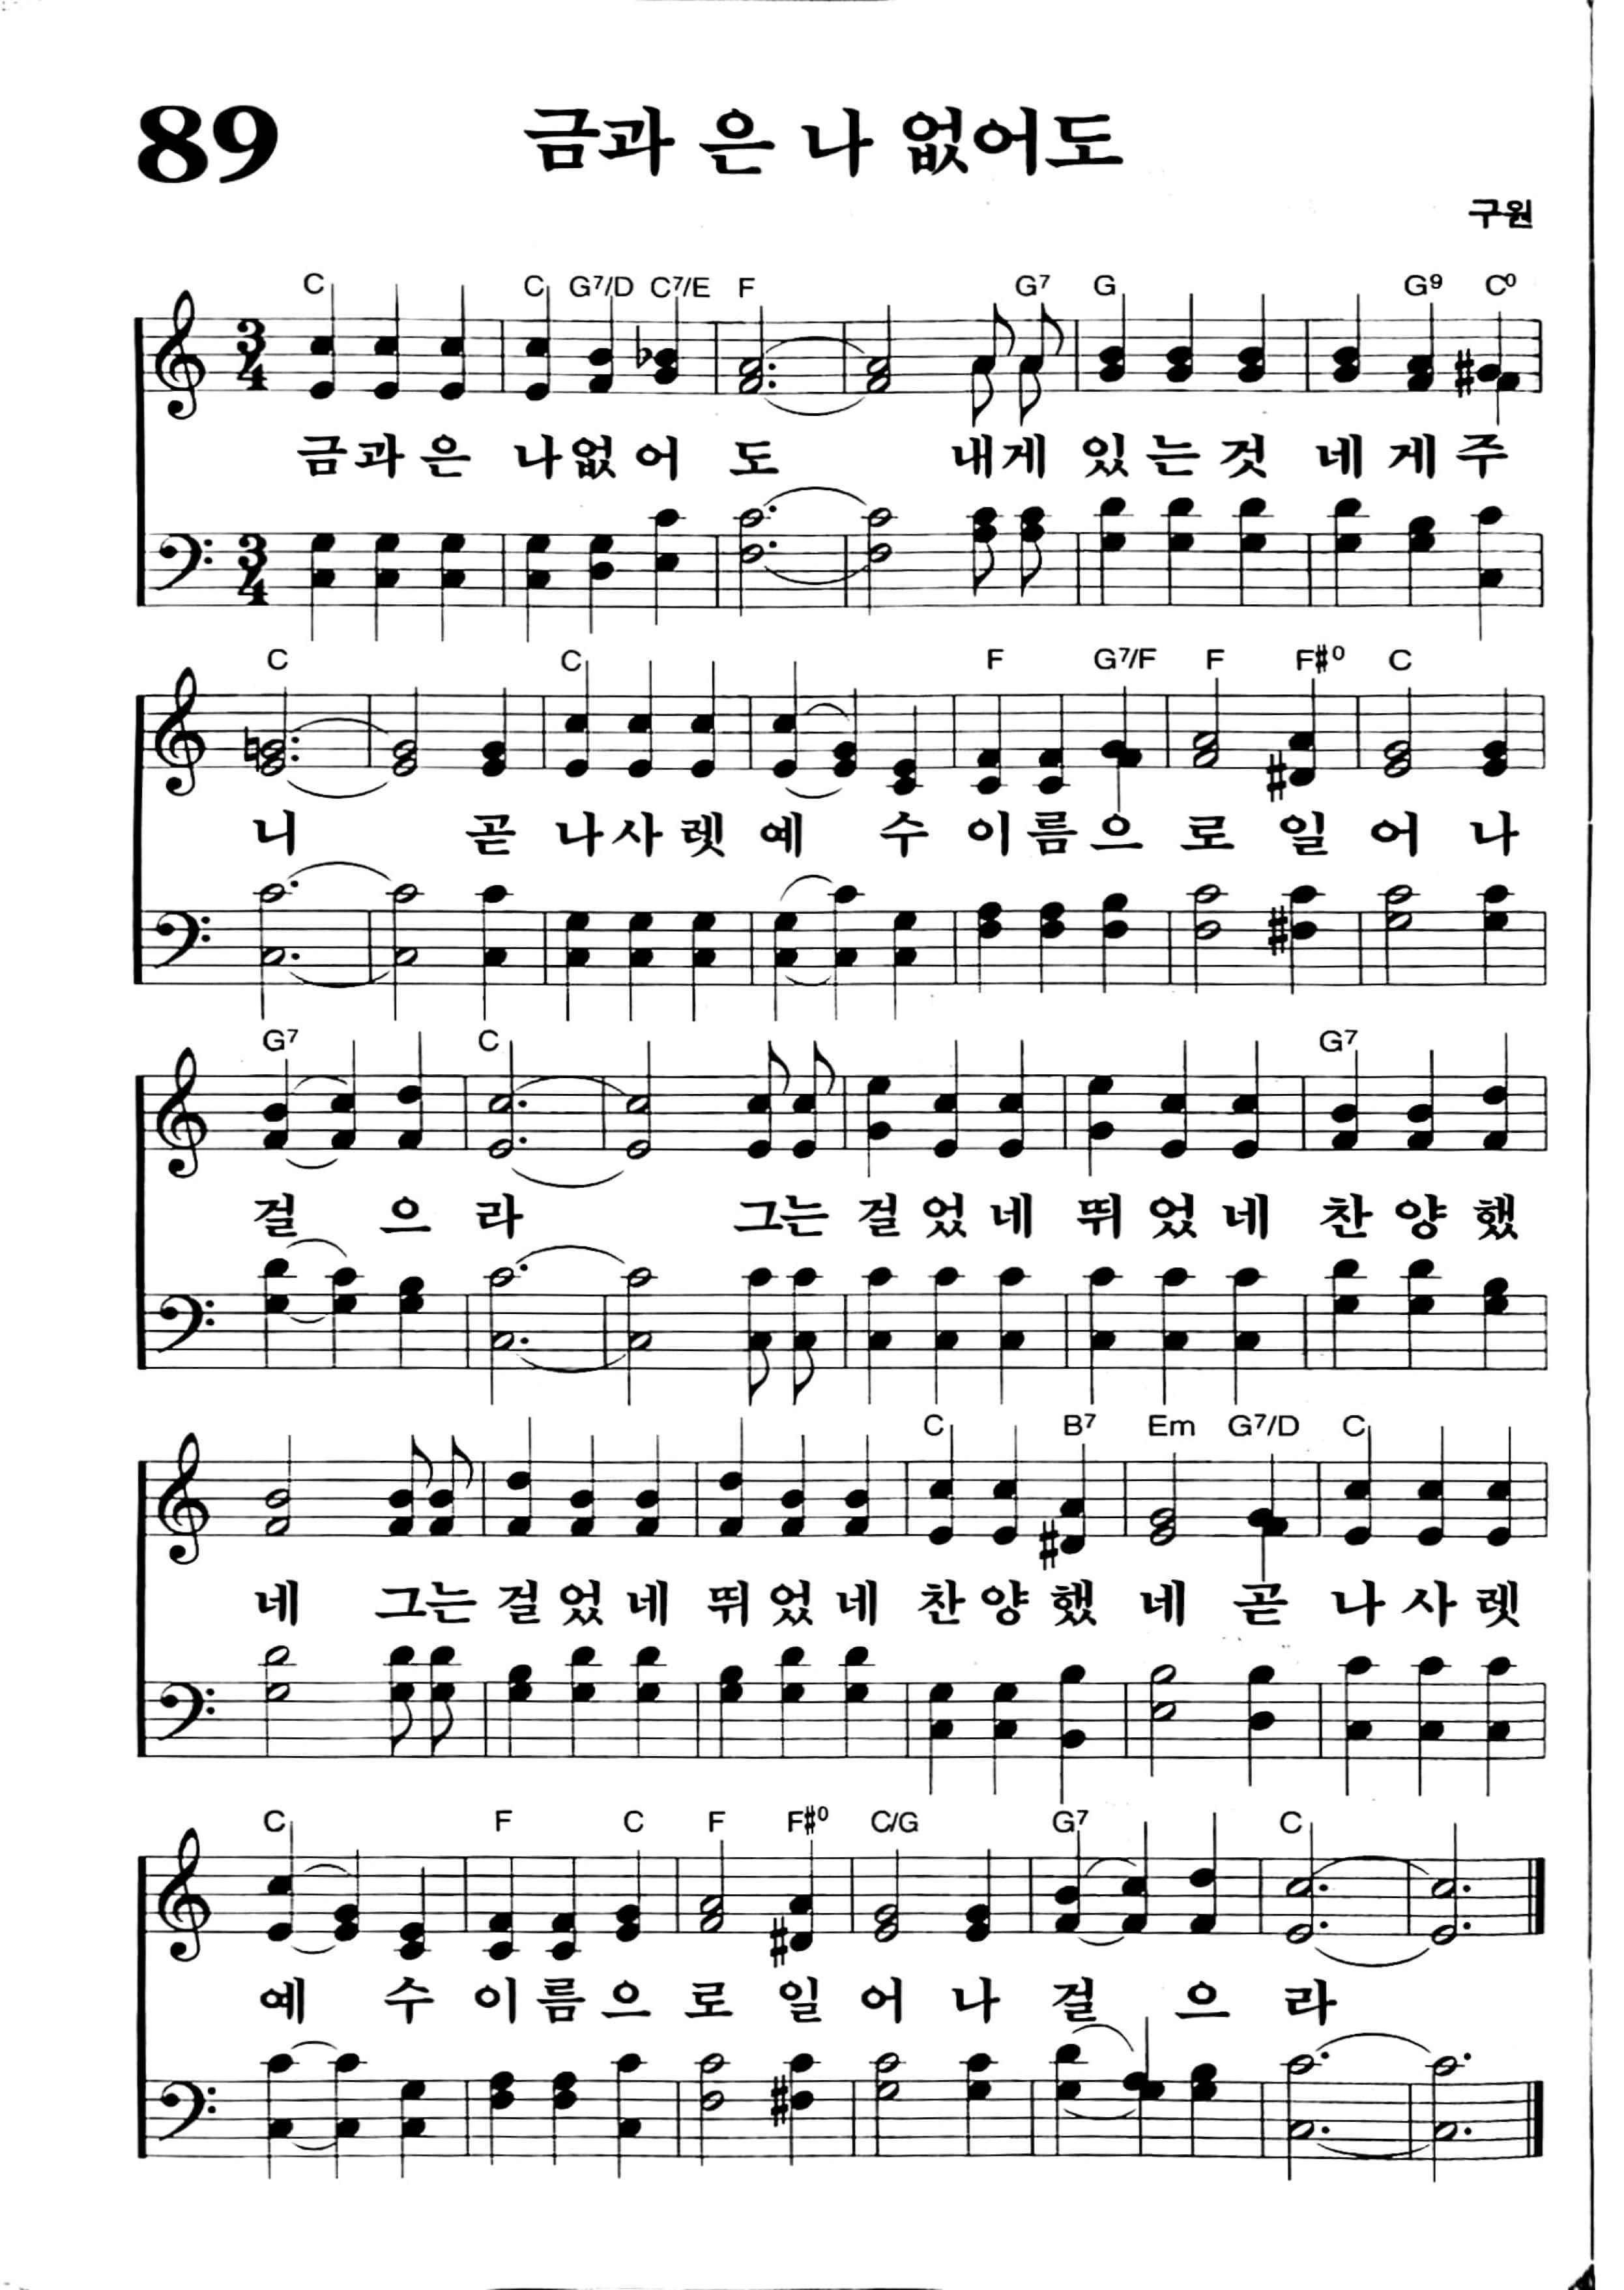 89 금과 은 나 없어도
구원
C C G7/D C7/E F G7 G G9 C0
3/4
금과 은 나없 어 도 내게 있 는 것 네 게 주
3/4
C C F G7/F F F#0 C
니 곧 나사 렛 예 수 이 름 으 로 일 어 나
G7 C G7
걸 으 라 그는 걸 었 네 뛰 었 네 찬 양 했
C B7 Em G7/D C
네 그는 걸 었 네 뛰 었 네 찬 양 했 네 곧 나 사 렛
C F C F F#0 C/G G7 C
예 수 이 름 으 로 일 어 나 걸 으 라